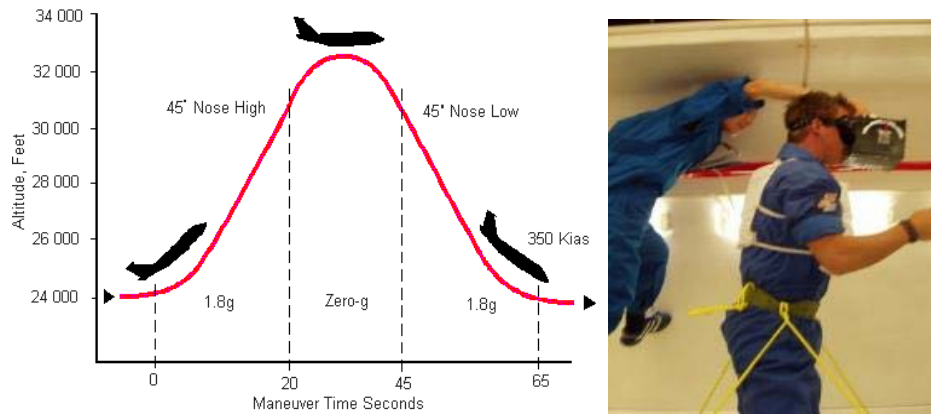 34 000
32 000
30 000
28 000
26 000
24 000
Altitude, Feet
45° Nose High
45° Nose Low
350 Kias
1.8g
Zero-g
1.8g
0
20
45
65
Maneuver Time Seconds